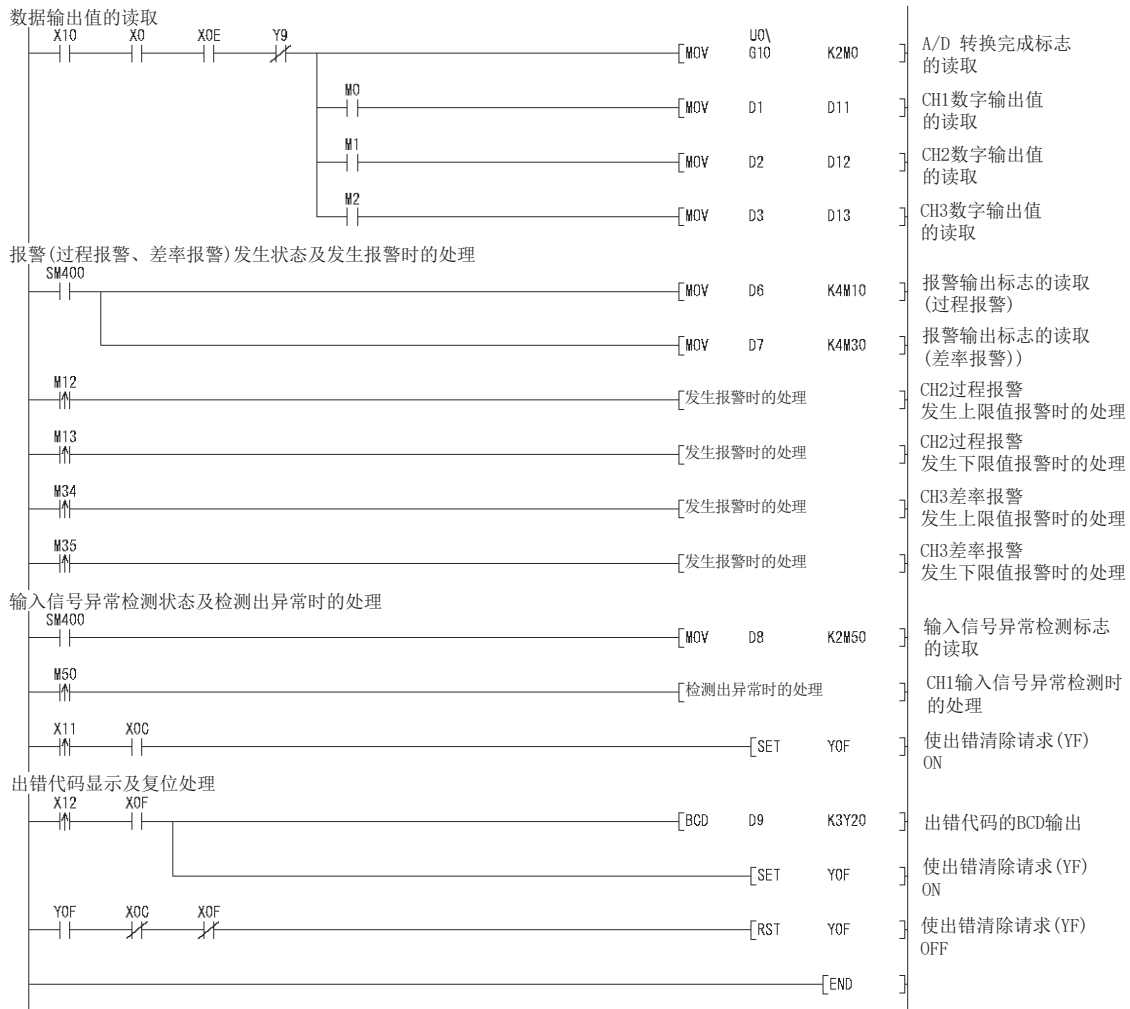 数据输出值的读取
X10 X0 X0E Y9
MOV U0\G10 K2M0 A/D 转换完成标志
的读取
M0
MOV D1 D11 CH1数字输出值
的读取
M1
MOV D2 D12 CH2数字输出值
的读取
M2
MOV D3 D13 CH3数字输出值
的读取
报警(过程报警、差率报警)发生状态及发生报警时的处理
SM400
MOV D6 K4M10 报警输出标志的读取
(过程报警)
MOV D7 K4M30 报警输出标志的读取
(差率报警))
M12
发生报警时的处理 CH2过程报警
发生上限值报警时的处理
M13
发生报警时的处理 CH2过程报警
发生下限值报警时的处理
M34
发生报警时的处理 CH3差率报警
发生上限值报警时的处理
M35
发生报警时的处理 CH3差率报警
发生下限值报警时的处理
输入信号异常检测状态及检测出异常时的处理
SM400
MOV D8 K2M50 输入信号异常检测标志
的读取
M50
检测出异常时的处理 CH1输入信号异常检测时
的处理
X11 X0C
SET Y0F 使出错清除请求(YF)
ON
出错代码显示及复位处理
X12 X0F
BCD D9 K3Y20 出错代码的BCD输出
SET Y0F 使出错清除请求(YF)
ON
Y0F X0C X0F
RST Y0F 使出错清除请求(YF)
OFF
END